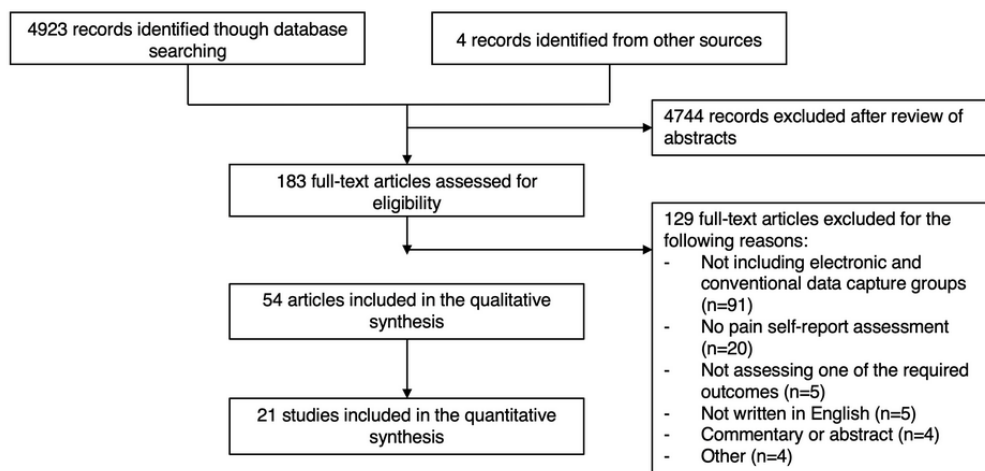 4923 records identified though database
searching
4 records identified from other sources
4744 records excluded after review of
abstracts
183 full-text articles assessed for
eligibility
129 full-text articles excluded for the
following reasons:
- Not including electronic and
conventional data capture groups
(n=91)
- No pain self-report assessment
(n=20)
- Not assessing one of the required
outcomes (n=5)
- Not written in English (n=5)
- Commentary or abstract (n=4)
- Other (n=4)
54 articles included in the qualitative
synthesis
21 studies included in the quantitative
synthesis